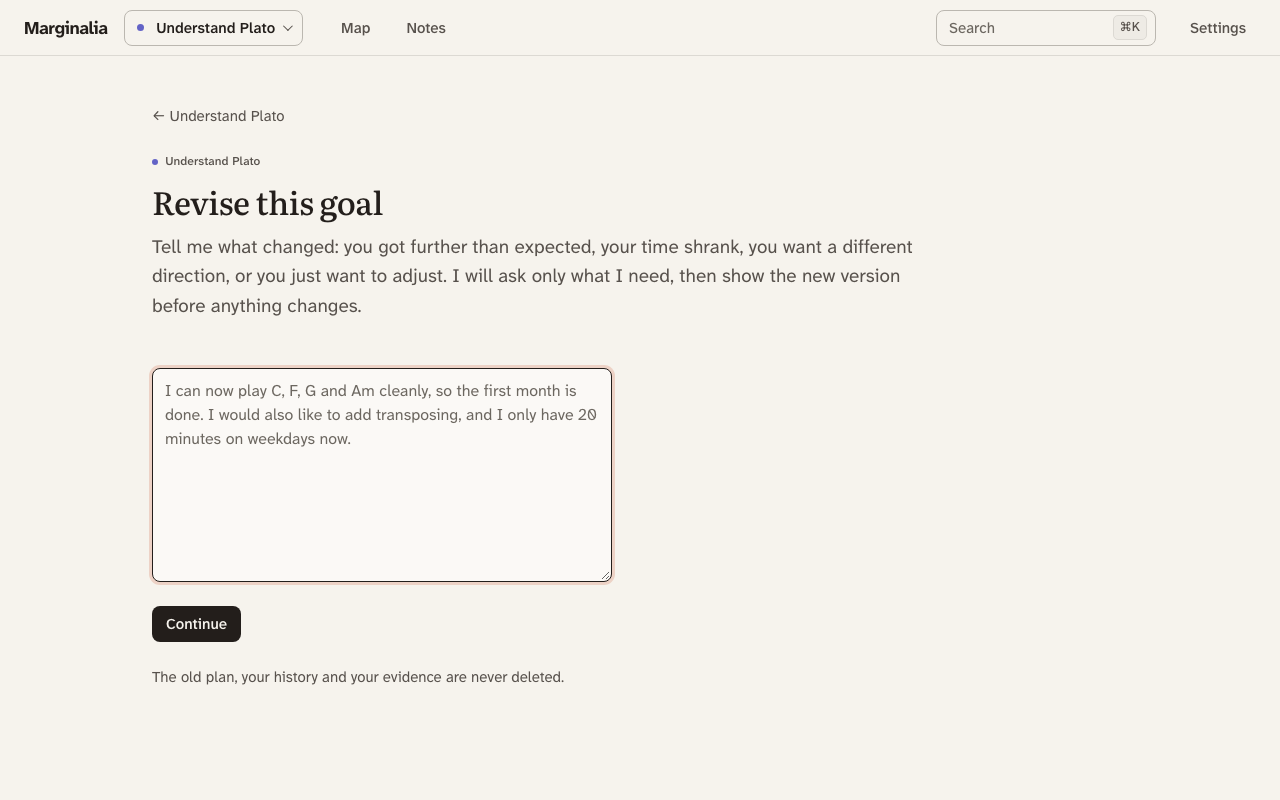 Marginalia
Understand Plato
Map
Notes
Search
⌘K
Settings
← Understand Plato
Understand Plato
Revise this goal
Tell me what changed: you got further than expected, your time shrank, you want a different
direction, or you just want to adjust. I will ask only what I need, then show the new version
before anything changes.
I can now play C, F, G and Am cleanly, so the first month is
done. I would also like to add transposing, and I only have 20
minutes on weekdays now.
Continue
The old plan, your history and your evidence are never deleted.